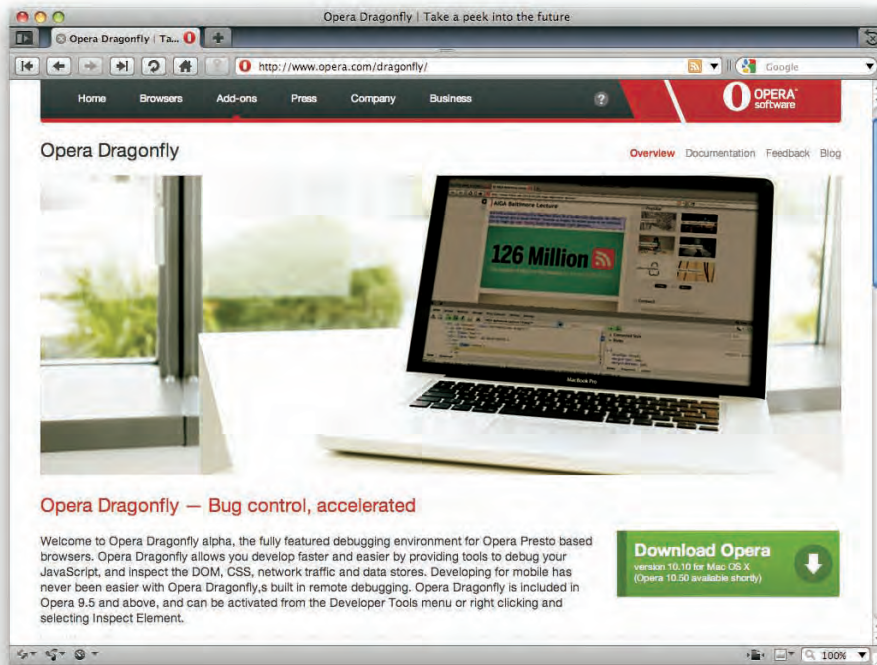 Opera Dragonfly | Take a peek into the future
Opera Dragonfly | Ta...
http://www.opera.com/dragonfly/
Google
Home Browsers Add-ons Press Company Business ?
OPERA software
Opera Dragonfly
Overview Documentation Feedback Blog
AIGA Baltimore Lecture
126 Million
MacBook Pro
Opera Dragonfly — Bug control, accelerated
Welcome to Opera Dragonfly alpha, the fully featured debugging environment for Opera Presto based
browsers. Opera Dragonfly allows you develop faster and easier by providing tools to debug your
JavaScript, and inspect the DOM, CSS, network traffic and data stores. Developing for mobile has
never been easier with Opera Dragonfly,s built in remote debugging. Opera Dragonfly is included in
Opera 9.5 and above, and can be activated from the Developer Tools menu or right clicking and
selecting Inspect Element.
Download Opera
version 10.10 for Mac OS X
(Opera 10.50 available shortly)
100%